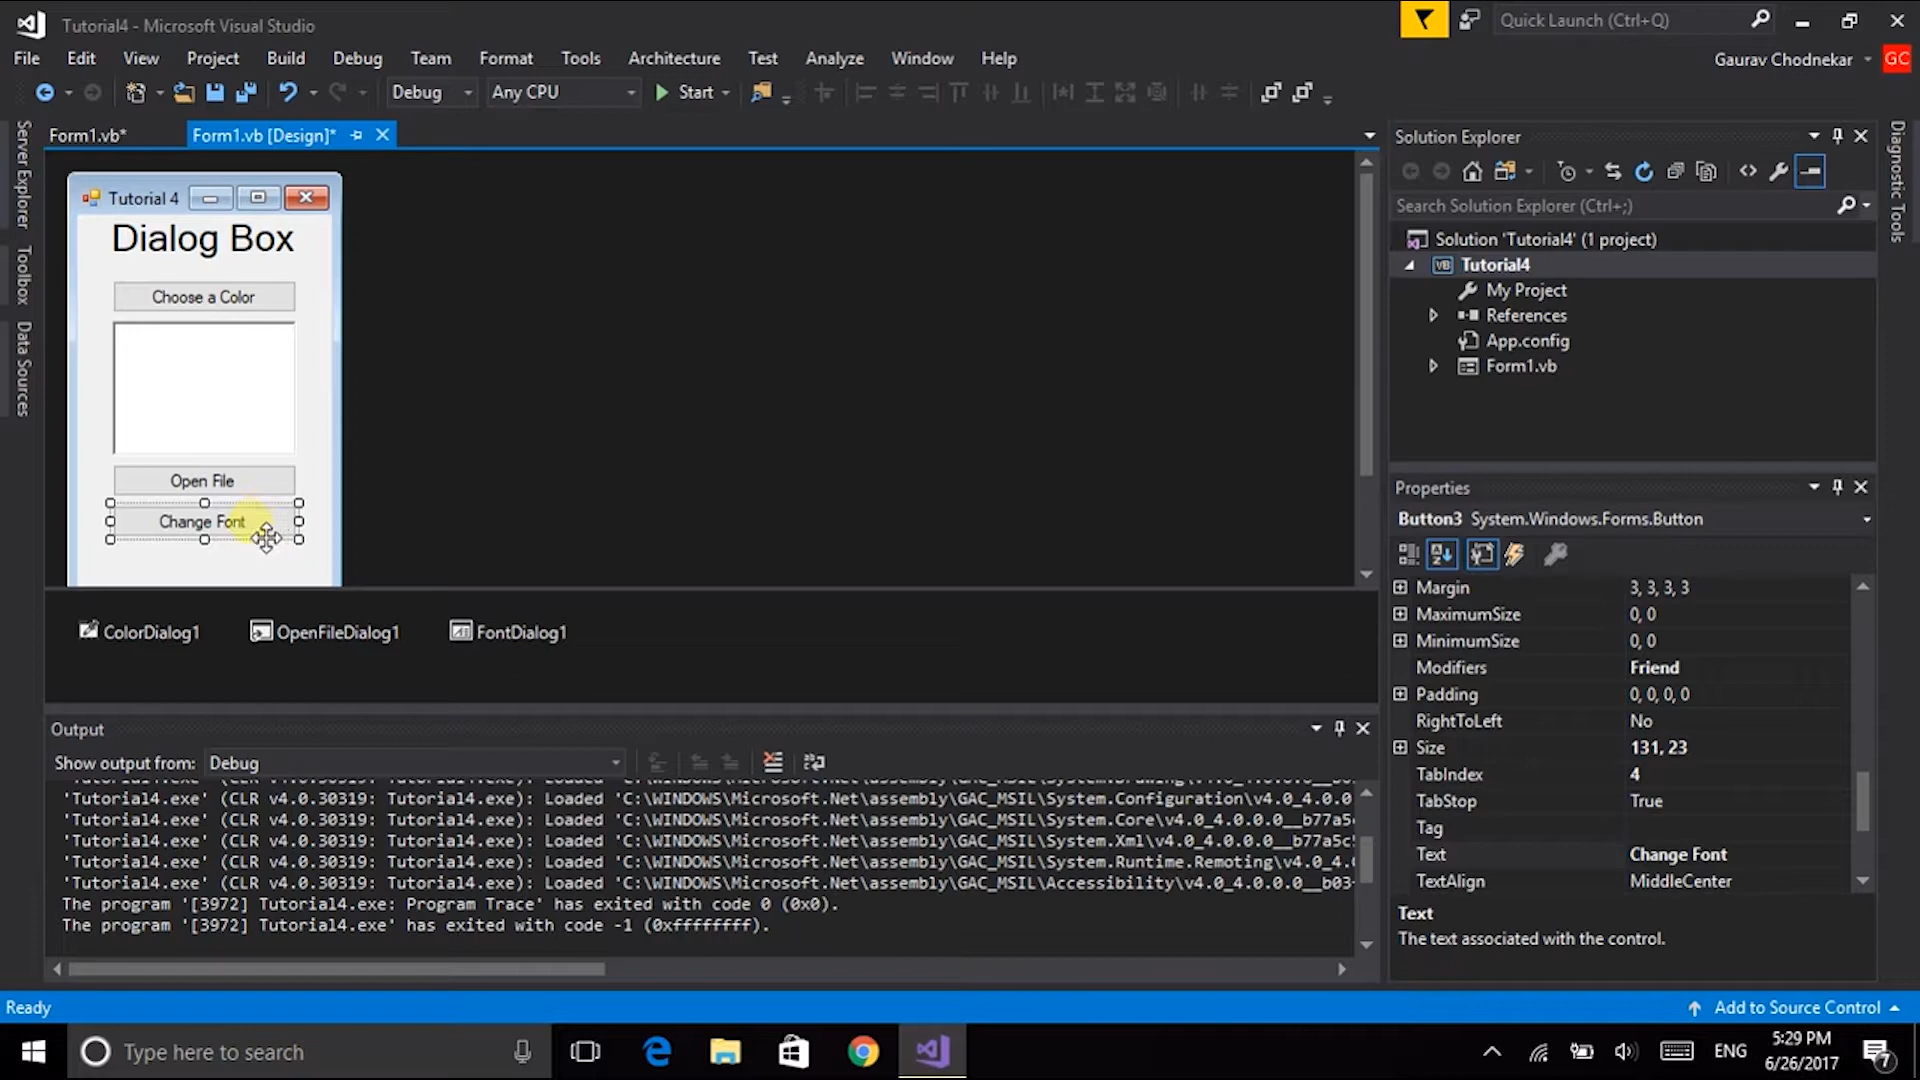 Tutorial4 - Microsoft Visual Studio
Quick Launch (Ctrl+Q)
File Edit View Project Build Debug Team Format Tools Architecture Test Analyze Window Help
Gaurav Chodnekar GC
Debug Any CPU Start
Form1.vb* Form1.vb [Design]*
Server Explorer
Toolbox
Data Sources
Tutorial 4
Dialog Box
Choose a Color
Open File
Change Font
ColorDialog1 OpenFileDialog1 FontDialog1
Output
Show output from: Debug
'Tutorial4.exe' (CLR v4.0.30319: Tutorial4.exe): Loaded 'C:\WINDOWS\Microsoft.Net\assembly\GAC_MSIL\System.Configuration\v4.0_4.0.0
'Tutorial4.exe' (CLR v4.0.30319: Tutorial4.exe): Loaded 'C:\WINDOWS\Microsoft.Net\assembly\GAC_MSIL\System.Core\v4.0_4.0.0.0__b77a5c
'Tutorial4.exe' (CLR v4.0.30319: Tutorial4.exe): Loaded 'C:\WINDOWS\Microsoft.Net\assembly\GAC_MSIL\System.Xml\v4.0_4.0.0.0__b77a5c5
'Tutorial4.exe' (CLR v4.0.30319: Tutorial4.exe): Loaded 'C:\WINDOWS\Microsoft.Net\assembly\GAC_MSIL\System.Runtime.Remoting\v4.0_4.0
'Tutorial4.exe' (CLR v4.0.30319: Tutorial4.exe): Loaded 'C:\WINDOWS\Microsoft.Net\assembly\GAC_MSIL\Accessibility\v4.0_4.0.0.0__b03
The program '[3972] Tutorial4.exe: Program Trace' has exited with code 0 (0x0).
The program '[3972] Tutorial4.exe' has exited with code -1 (0xffffffff).
Solution Explorer
Search Solution Explorer (Ctrl+;)
Solution 'Tutorial4' (1 project)
VB Tutorial4
My Project
References
App.config
Form1.vb
Diagnostic Tools
Properties
Button3 System.Windows.Forms.Button
Margin 3, 3, 3, 3
MaximumSize 0, 0
MinimumSize 0, 0
Modifiers Friend
Padding 0, 0, 0, 0
RightToLeft No
Size 131, 23
TabIndex 4
TabStop True
Tag
Text Change Font
TextAlign MiddleCenter
Text
The text associated with the control.
Ready
Add to Source Control
Type here to search
ENG
5:29 PM
6/26/2017
7